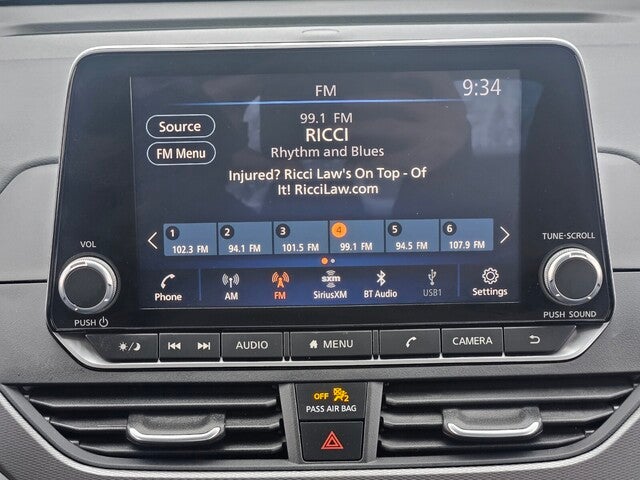 FM
9:34
Source
99.1 FM
RICCI
FM Menu
Rhythm and Blues
Injured? Ricci Law's On Top - Of
It! RicciLaw.com
1 2 3 4 5 6
102.3 FM 94.1 FM 101.5 FM 99.1 FM 94.5 FM 107.9 FM
VOL
TUNE·SCROLL
Phone
AM
FM
sxm
SiriusXM
BT Audio
USB1
Settings
PUSH
PUSH SOUND
AUDIO
MENU
CAMERA
OFF 2
PASS AIR BAG